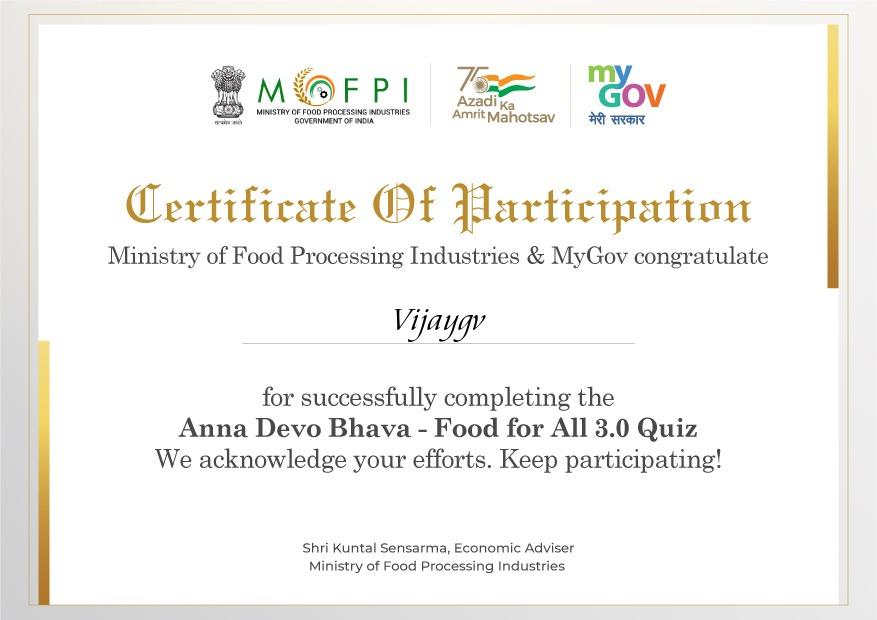 MOFPI
MINISTRY OF FOOD PROCESSING INDUSTRIES
GOVERNMENT OF INDIA
सत्यमेव जयते
75
Azadi Ka
Amrit Mahotsav
my
GOV
मेरी सरकार
Certificate Of Participation
Ministry of Food Processing Industries & MyGov congratulate
Vijaygv
for successfully completing the
Anna Devo Bhava - Food for All 3.0 Quiz
We acknowledge your efforts. Keep participating!
Shri Kuntal Sensarma, Economic Adviser
Ministry of Food Processing Industries